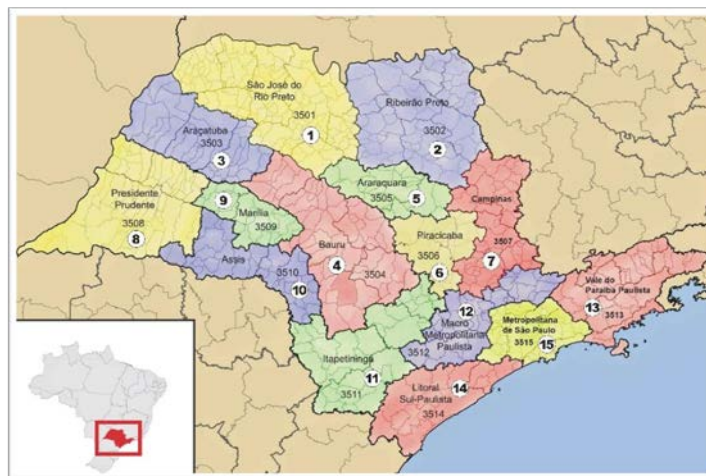 São José do
Rio Preto
3501
1
Ribeirão Preto
3502
2
Araçatuba
3503
3
Araraquara
3505
5
Campinas
3507
7
Presidente
Prudente
3508
8
9
Marília
3509
Bauru
4
3504
Piracicaba
3506
6
Assis
3510
10
12
Macro
Metropolitana
Paulista
3512
Metropolitana
de São Paulo
3515
15
Vale do
Paraíba Paulista
13
3513
Itapetininga
11
3511
14
Litoral
Sul-Paulista
3514